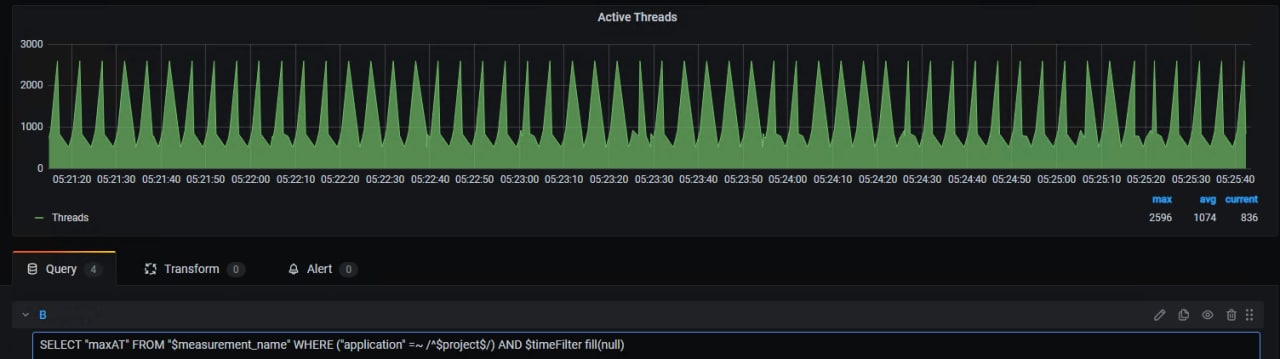 Active Threads
3000
2000
1000
0
05:21:20 05:21:30 05:21:40 05:21:50 05:22:00 05:22:10 05:22:20 05:22:30 05:22:40 05:22:50 05:23:00 05:23:10 05:23:20 05:23:30 05:23:40 05:23:50 05:24:00 05:24:10 05:24:20 05:24:30 05:24:40 05:24:50 05:25:00 05:25:10 05:25:20 05:25:30 05:25:40
max avg current
Threads 2596 1074 836
Query 4 Transform 0 Alert 0
B
SELECT "maxAT" FROM "$measurement_name" WHERE ("application" =~ /^$project$/) AND $timeFilter fill(null)